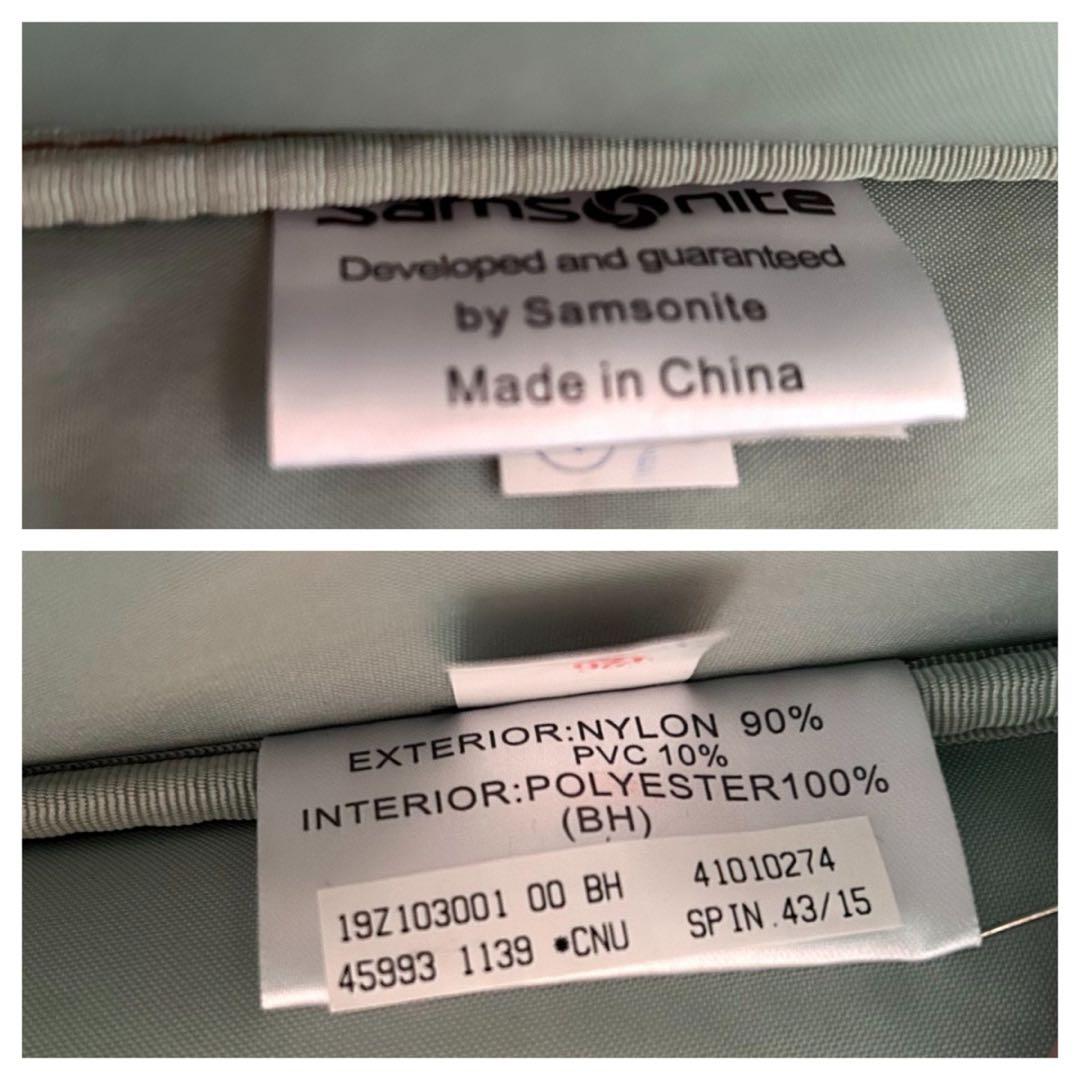 Samsonite
Developed and guaranteed
by Samsonite
Made in China
EXTERIOR:NYLON 90%
PVC 10%
INTERIOR:POLYESTER100%
(BH)
19Z103001 00 BH 41010274
45993 1139 *CNU SPIN.43/15